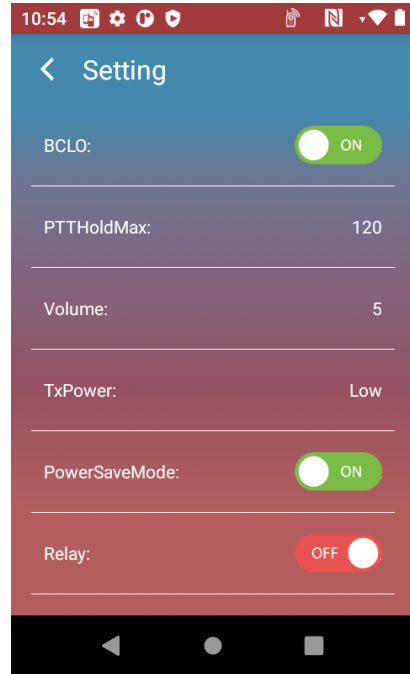 10:54
Setting
BCLO: ON
PTTHoldMax: 120
Volume: 5
TxPower: Low
PowerSaveMode: ON
Relay: OFF